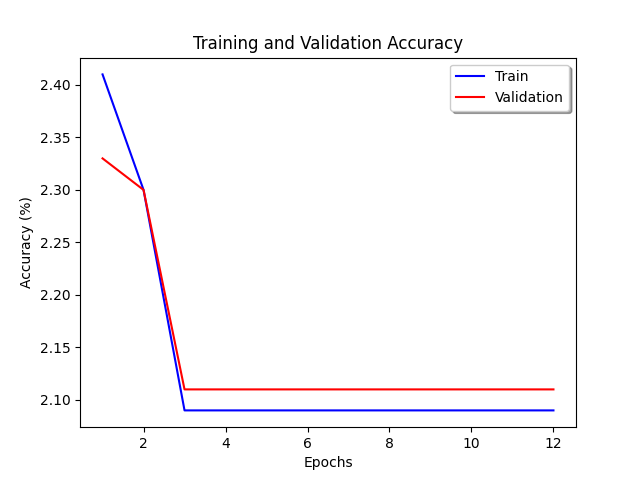 Training and Validation Accuracy
Train
Validation
2.40
2.35
2.30
2.25
2.20
2.15
2.10
Accuracy (%)
2 4 6 8 10 12
Epochs